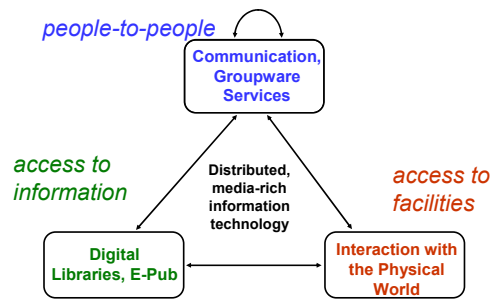 people-to-people
Communication,
Groupware
Services
access to
information
Distributed,
media-rich
information
technology
access to
facilities
Digital
Libraries, E-Pub
Interaction with
the Physical
World